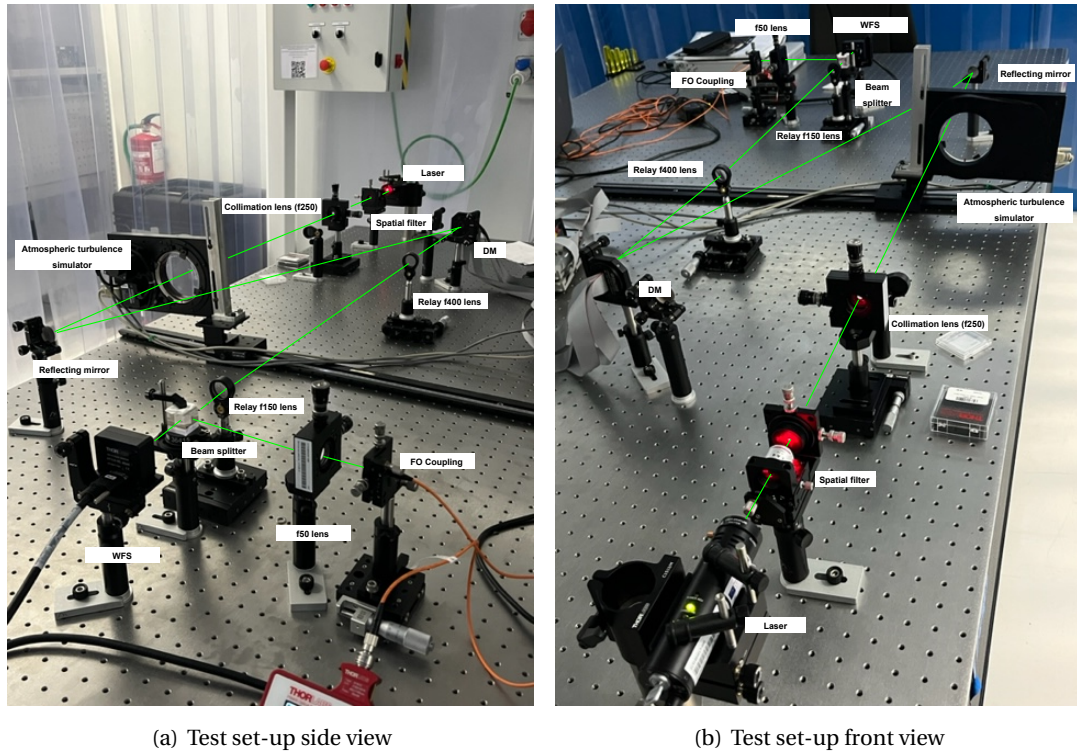 Laser
Collimation lens (f250)
Spatial filter
Atmospheric turbulence
simulator
DM
Relay f400 lens
Reflecting mirror
Relay f150 lens
Beam splitter
FO Coupling
f50 lens
WFS
THOR
(a) Test set-up side view
WFS
f50 lens
Reflecting mirror
FO Coupling
Beam
splitter
Relay f150 lens
Relay f400 lens
Atmospheric turbulence
simulator
DM
Collimation lens (f250)
Spatial filter
Laser
(b) Test set-up front view